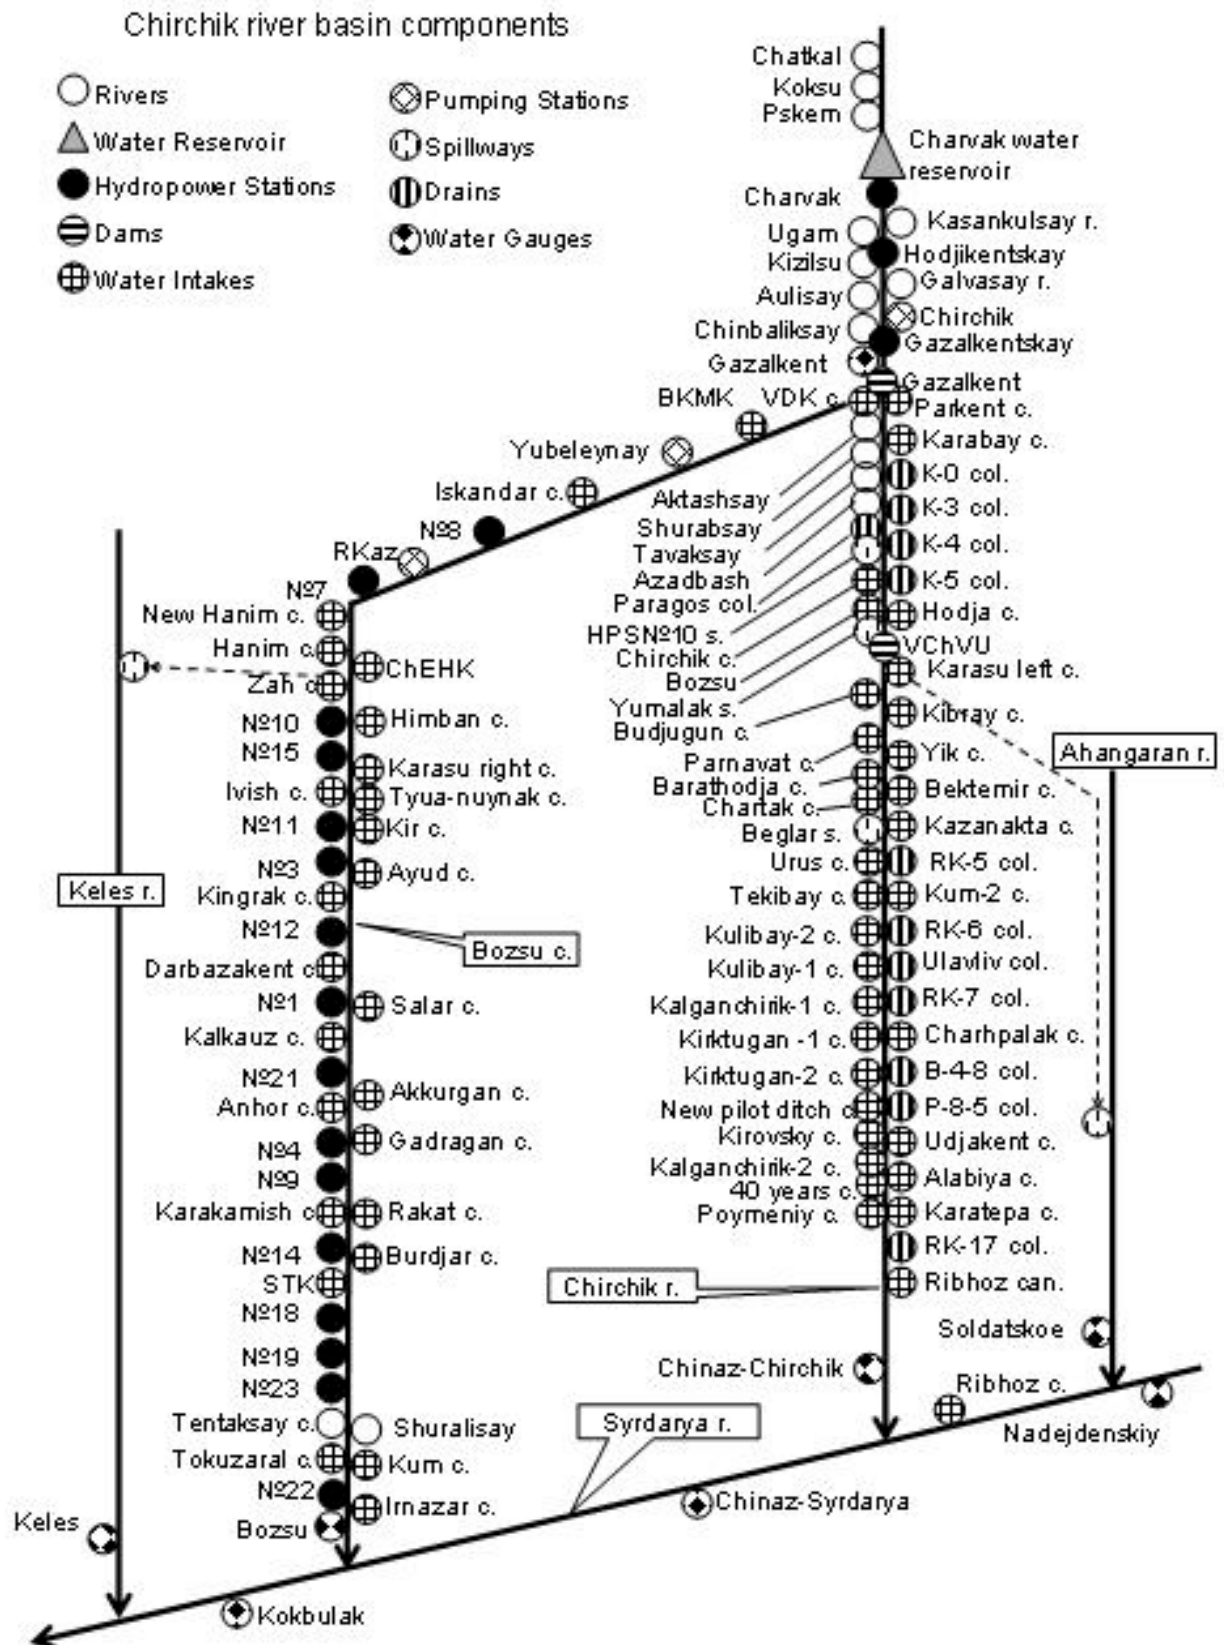 Chirchik river basin components
Rivers
Water Reservoir
Hydropower Stations
Dams
Water Intakes
Pumping Stations
Spillways
Drains
Water Gauges
Chatkal
Koksu
Pskem
Charvak water
reservoir
Charvak
Kasankulsay r.
Ugam
Hodjikentskay
Kizilsu
Galvasay r.
Aulisay
Chirchik
Chinbaliksay
Gazalkentskay
Gazalkent
Gazalkent
BKMK
VDK c.
Parkent c.
Karabay c.
Yubeleynay
K-0 col.
Iskandar c.
Aktashsay
K-3 col.
№8
Shurabsay
K-4 col.
RKaz
Tavaksay
Azadbash
K-5 col.
№7
Paragos col.
New Hanim c.
Hodja c.
HPS№10 s.
Hanim c.
VChVU
Chirchik c.
ChEHK
Karasu left c.
Zah c
Bozsu
Yumalak s.
Kibray c.
№10
Himban c.
Budjugun c.
№15
Parnavat c.
Yik c.
Ahangaran r.
Karasu right c.
Barathodja c.
Ivish c.
Bektemir c.
Tyua-nuynak c.
Chartak c.
№11
Kir c.
Beglar s.
Kazanakta c.
№3
Ayud c.
Urus c.
RK-5 col.
Keles r.
Kingrak c.
Tekibay c.
Kum-2 c.
№12
Kulibay-2 c.
RK-6 col.
Bozsu c.
Darbazakent c
Kulibay-1 c.
Ulavliv col.
№1
Salar c.
Kalganchirik-1 c.
RK-7 col.
Kalkauz c.
Kirktugan -1 c.
Charhpalak c.
№21
Kirktugan-2 c.
B-4-8 col.
Akkurgan c.
Anhor c.
New pilot ditch c
P-8-5 col.
№4
Gadragan c.
Kirovsky c.
Udjakent c.
№9
Kalganchirik-2 c.
Alabiya c.
40 years c.
Karakamish c
Rakat c.
Poymeniy c.
Karatepa c.
№14
Burdjar c.
RK-17 col.
STK
Chirchik r.
Ribhoz can.
№18
Soldatskoe
№19
Chinaz-Chirchik
№23
Ribhoz c.
Tentaksay c.
Shuralisay
Syrdarya r.
Nadejdenskiy
Tokuzaral c.
Kum c.
№22
Irnazar c.
Chinaz-Syrdarya
Keles
Bozsu
Kokbulak